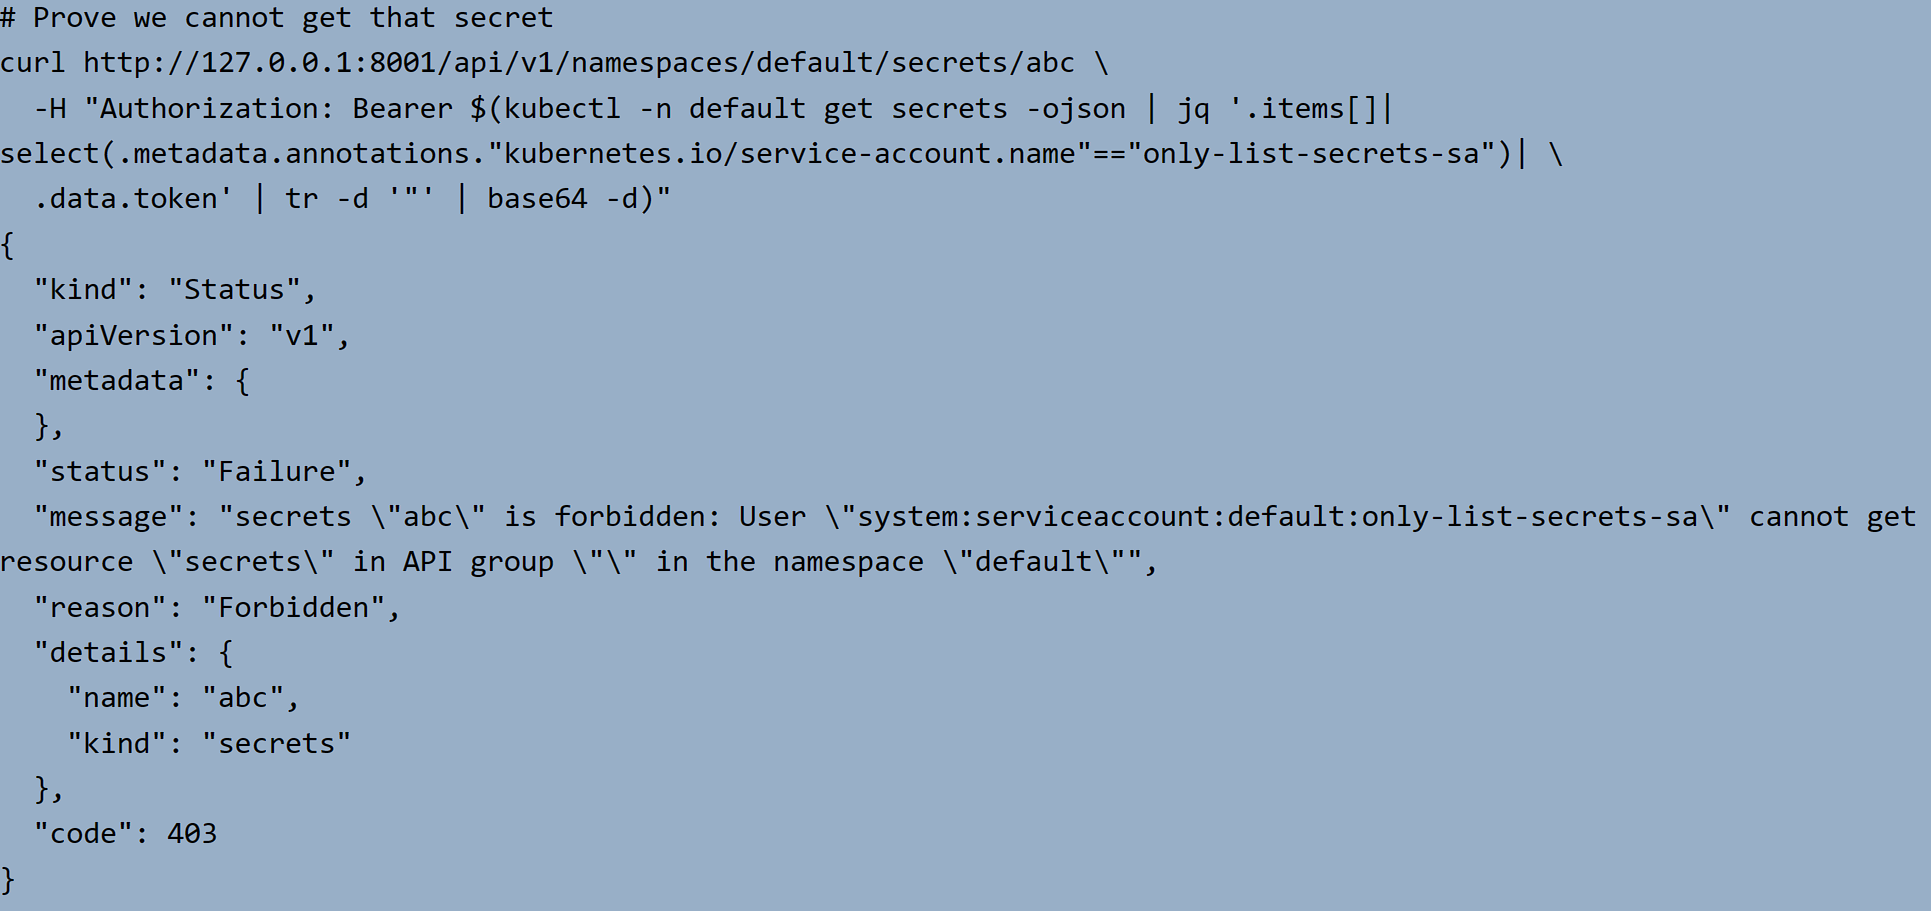 # Prove we cannot get that secret
curl http://127.0.0.1:8001/api/v1/namespaces/default/secrets/abc \
  -H "Authorization: Bearer $(kubectl -n default get secrets -ojson | jq '.items[]|
select(.metadata.annotations."kubernetes.io/service-account.name"=="only-list-secrets-sa")| \
  .data.token' | tr -d '"' | base64 -d)"
{
  "kind": "Status",
  "apiVersion": "v1",
  "metadata": {
  },
  "status": "Failure",
  "message": "secrets \"abc\" is forbidden: User \"system:serviceaccount:default:only-list-secrets-sa\" cannot get
resource \"secrets\" in API group \"\" in the namespace \"default\"",
  "reason": "Forbidden",
  "details": {
    "name": "abc",
    "kind": "secrets"
  },
  "code": 403
}